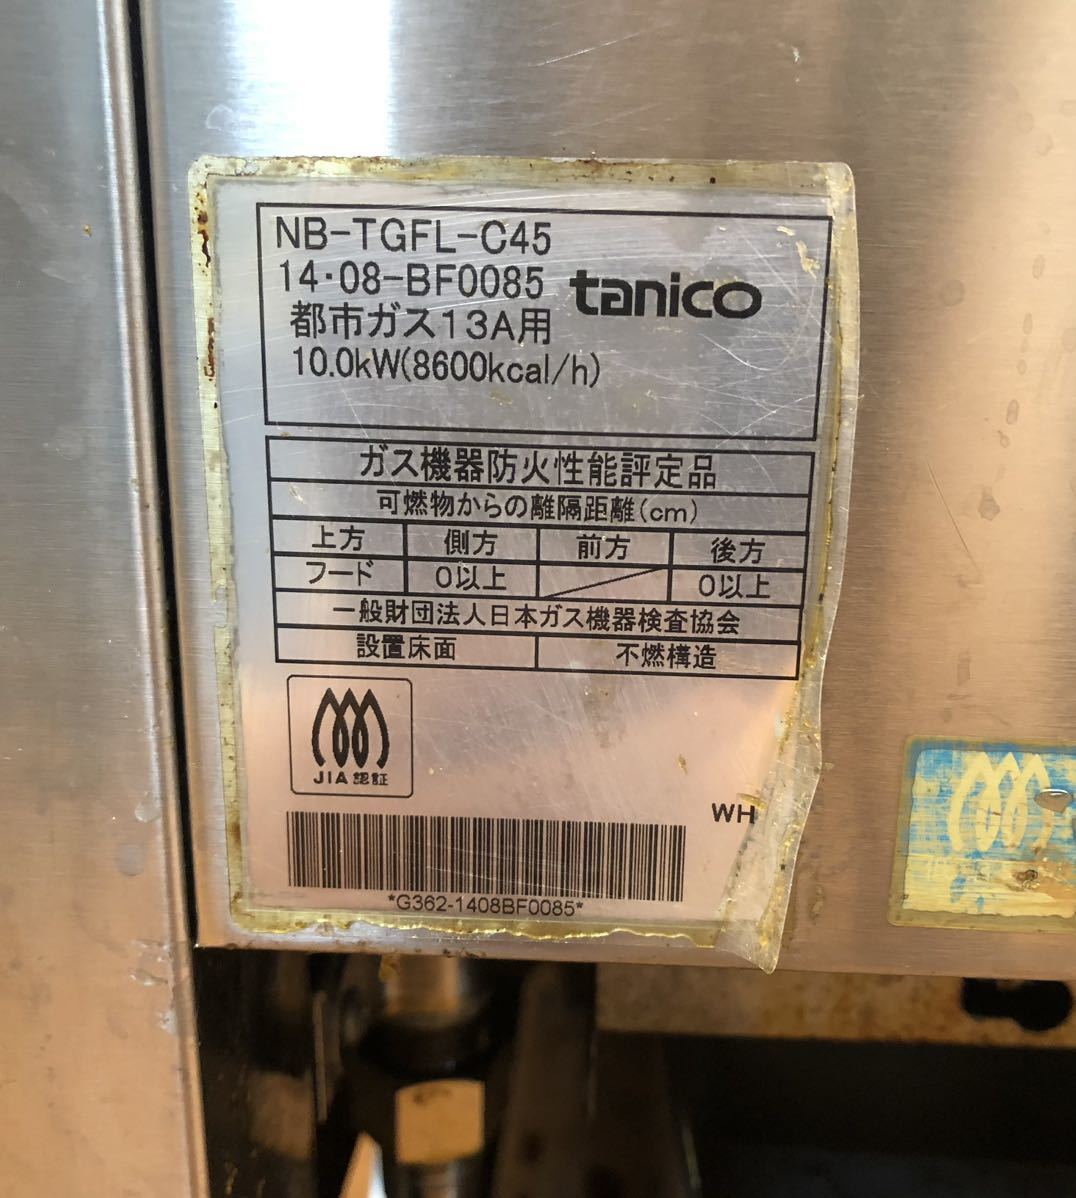 NB-TGFL-C45
14·08-BF0085
tanico
都市ガス13A用
10.0kW(8600kcal/h)
ガス機器防火性能評定品
可燃物からの離隔距離(cm)
上方 側方 前方 後方
フード 0以上 0以上
一般財団法人日本ガス機器検査協会
設置床面 不燃構造
JIA 認証
WH
*G362-1408BF0085*